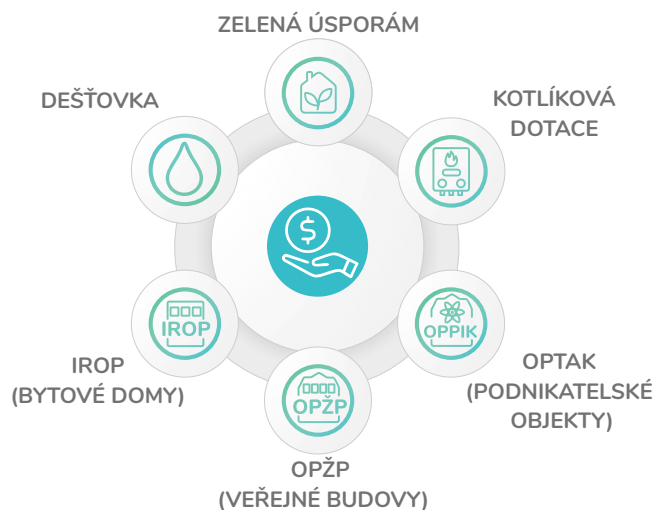 ZELENÁ ÚSPORÁM
DEŠŤOVKA
KOTLÍKOVÁ
DOTACE
$
IROP
OPPIK
IROP
(BYTOVÉ DOMY)
OPTAK
(PODNIKATELSKÉ
OBJEKTY)
OPŽP
OPŽP
(VEŘEJNÉ BUDOVY)